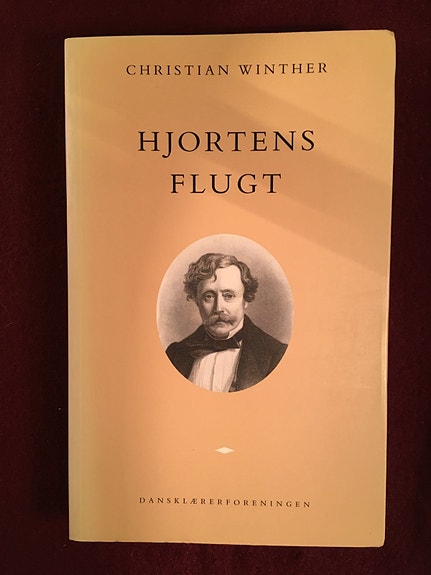 CHRISTIAN WINTHER
HJORTENS
FLUGT
DANSKLÆRERFORENINGEN